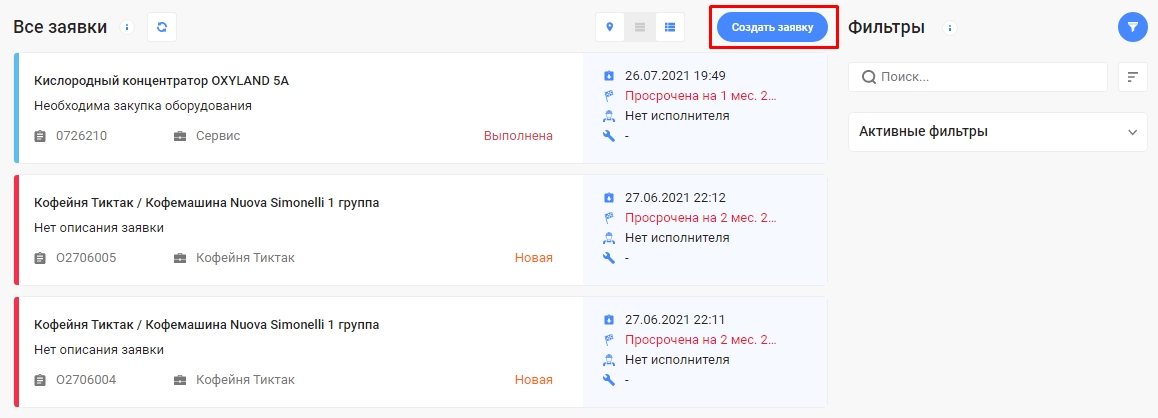 Все заявки
Создать заявку
Фильтры
Кислородный концентратор OXYLAND 5A
Необходима закупка оборудования
0726210 Сервис Выполнена
26.07.2021 19:49
Просрочена на 1 мес. 2...
Нет исполнителя
-
Кофейня Тиктак / Кофемашина Nuova Simonelli 1 группа
Нет описания заявки
O2706005 Кофейня Тиктак Новая
27.06.2021 22:12
Просрочена на 2 мес. 2...
Нет исполнителя
-
Кофейня Тиктак / Кофемашина Nuova Simonelli 1 группа
Нет описания заявки
O2706004 Кофейня Тиктак Новая
27.06.2021 22:11
Просрочена на 2 мес. 2...
Нет исполнителя
-
Поиск...
Активные фильтры